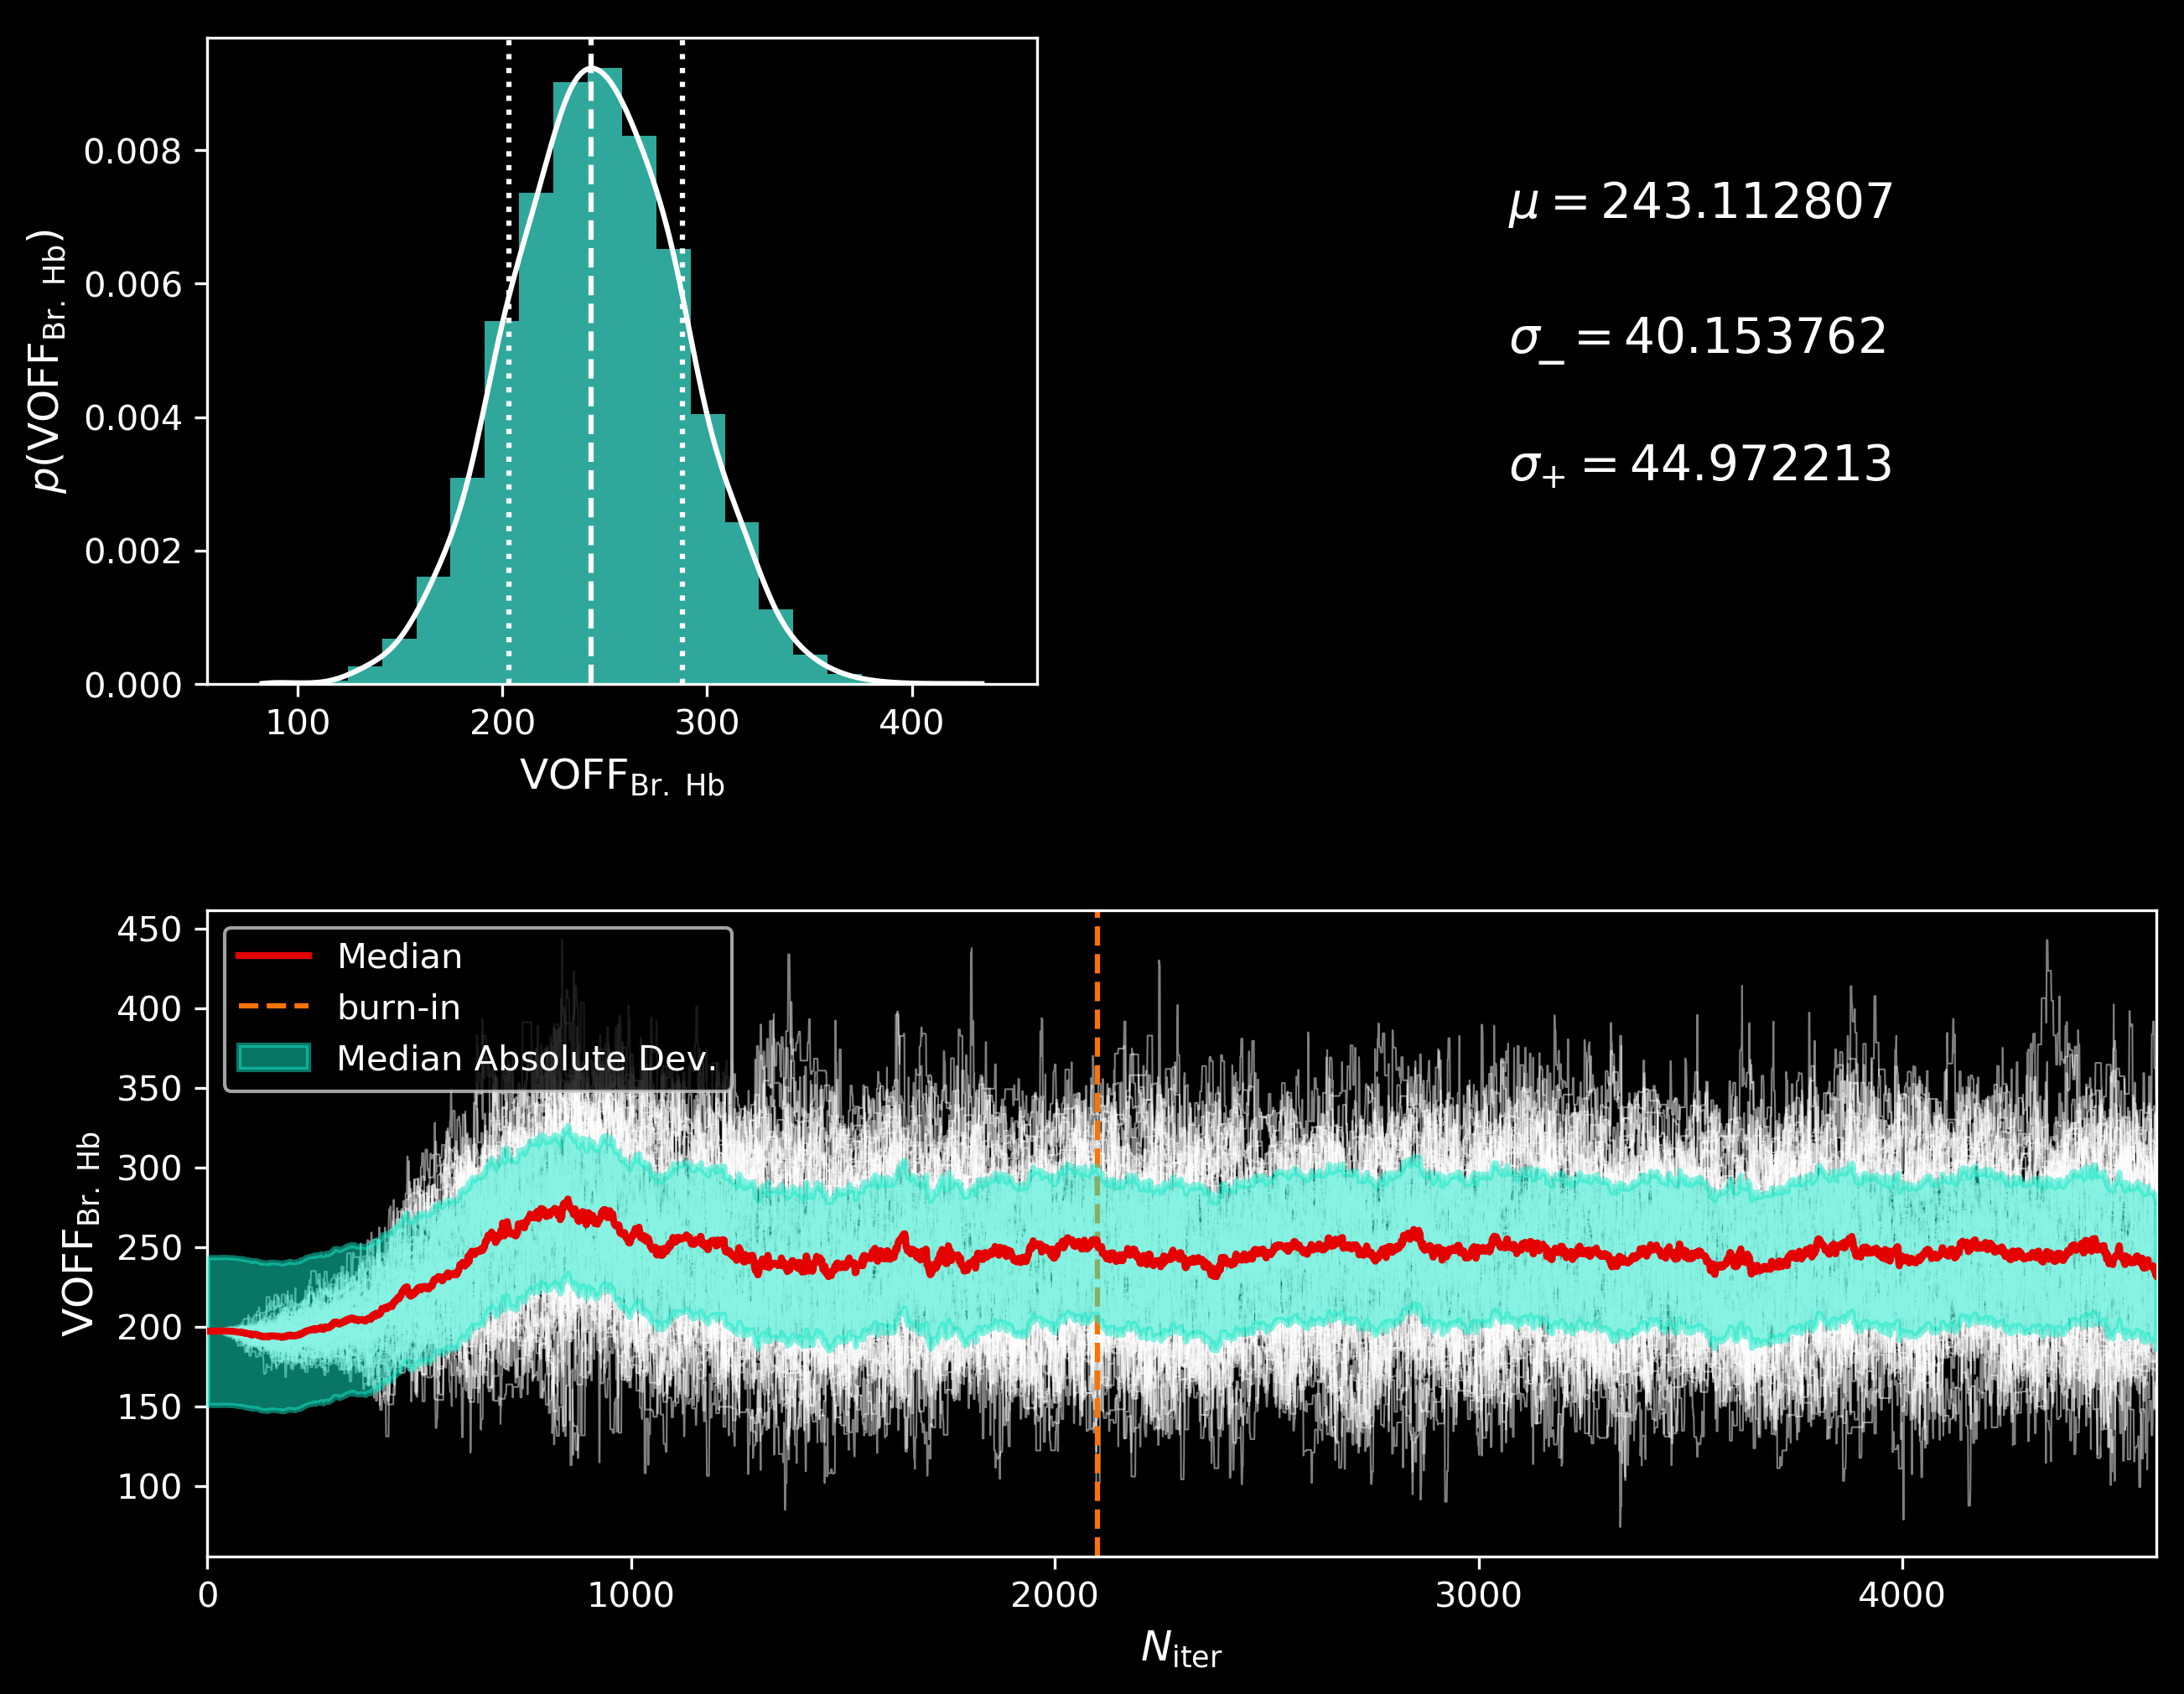 0.008
0.006
0.004
0.002
0.000
p(VOFF_Br. Hb)
100 200 300 400
VOFF_Br. Hb
μ = 243.112807
σ_− = 40.153762
σ_+ = 44.972213
450
400
350
300
250
200
150
100
VOFF_Br. Hb
Median
burn-in
Median Absolute Dev.
0 1000 2000 3000 4000
N_iter